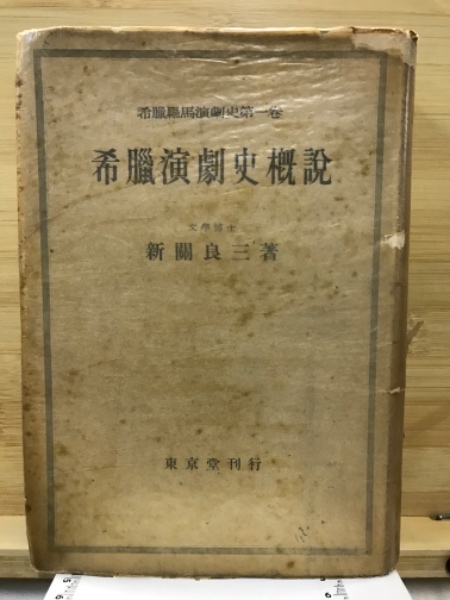 希臘羅馬演劇史第一卷
希臘演劇史槪說
文學博士
新關良三著
東京堂刊行